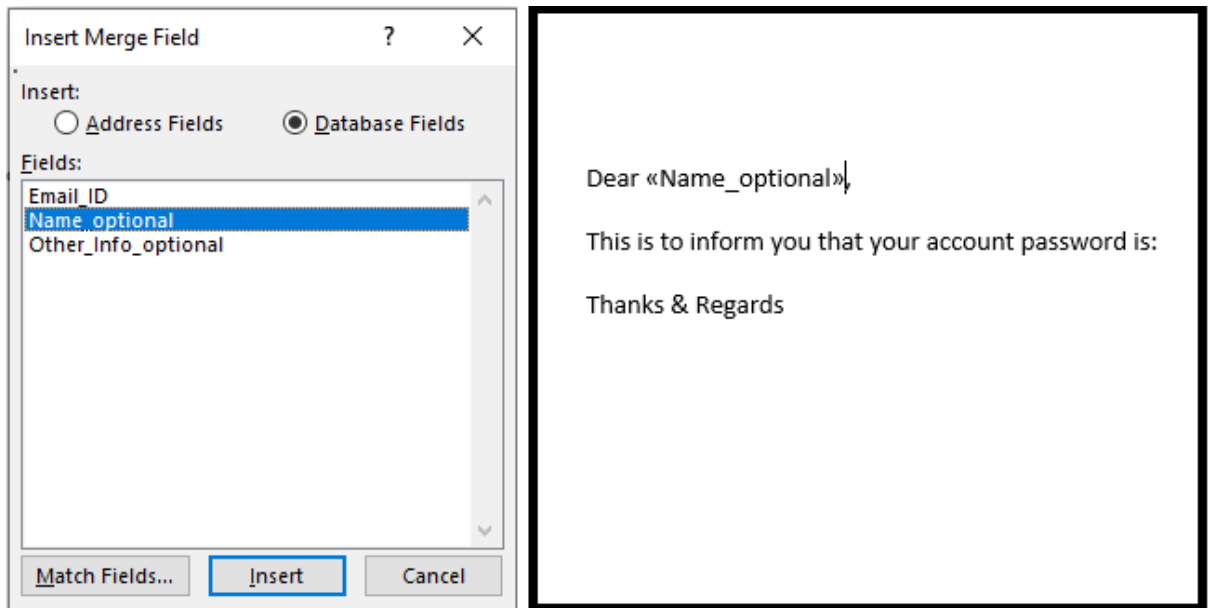 Insert Merge Field ? ×
Insert:
Address Fields Database Fields
Fields:
Email_ID
Name_optional
Other_Info_optional
Match Fields... Insert Cancel
Dear «Name_optional»,
This is to inform you that your account password is:
Thanks & Regards